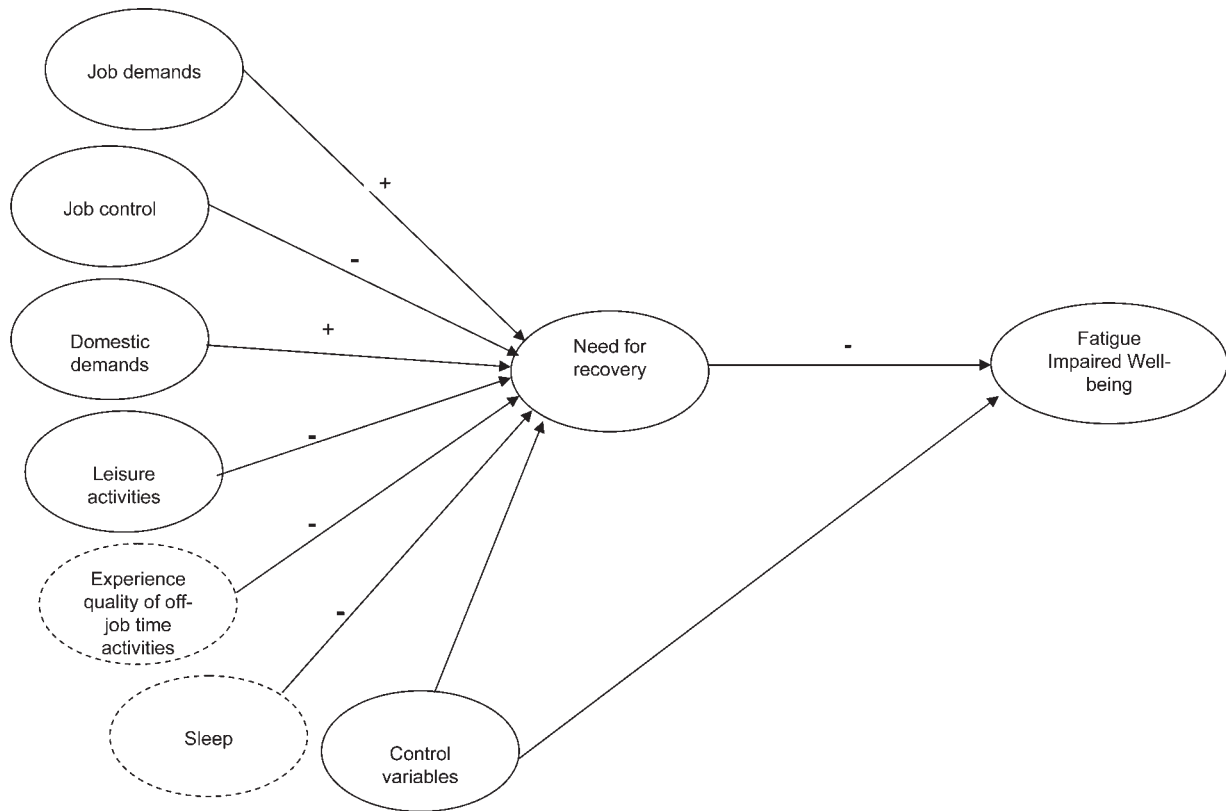 Job demands
+
Job control
-
Domestic
demands
+
Leisure
activities
-
Experience
quality of off-
job time
activities
-
Sleep
-
Control
variables
Need for
recovery
-
Fatigue
Impaired Well-
being